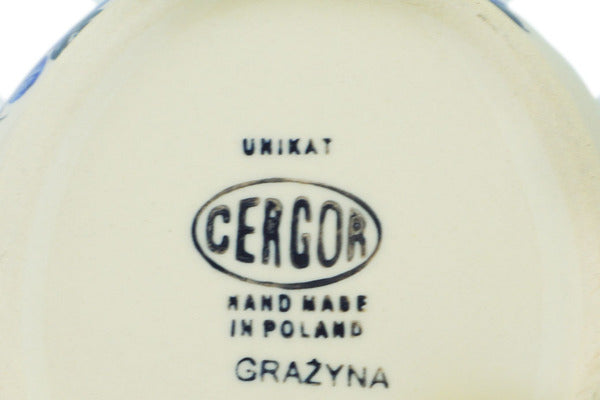 UNIKAT
CERGOR
HAND MADE
IN POLAND
GRAŻYNA